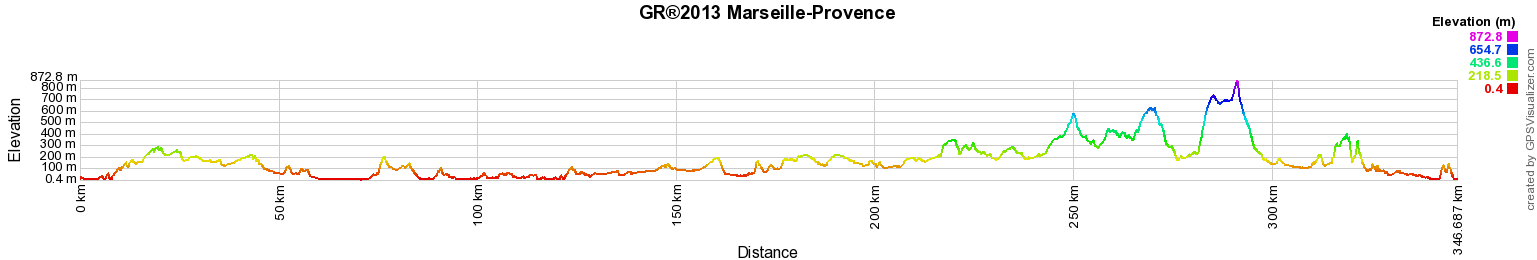 GR®2013 Marseille-Provence
Elevation (m)
872.8
654.7
436.6
218.5
0.4
created by GPSVisualizer.com
Elevation
872.8 m
800 m
700 m
600 m
500 m
400 m
300 m
200 m
100 m
0.4 m
0 km
50 km
100 km
150 km
200 km
250 km
300 km
346.687 km
Distance